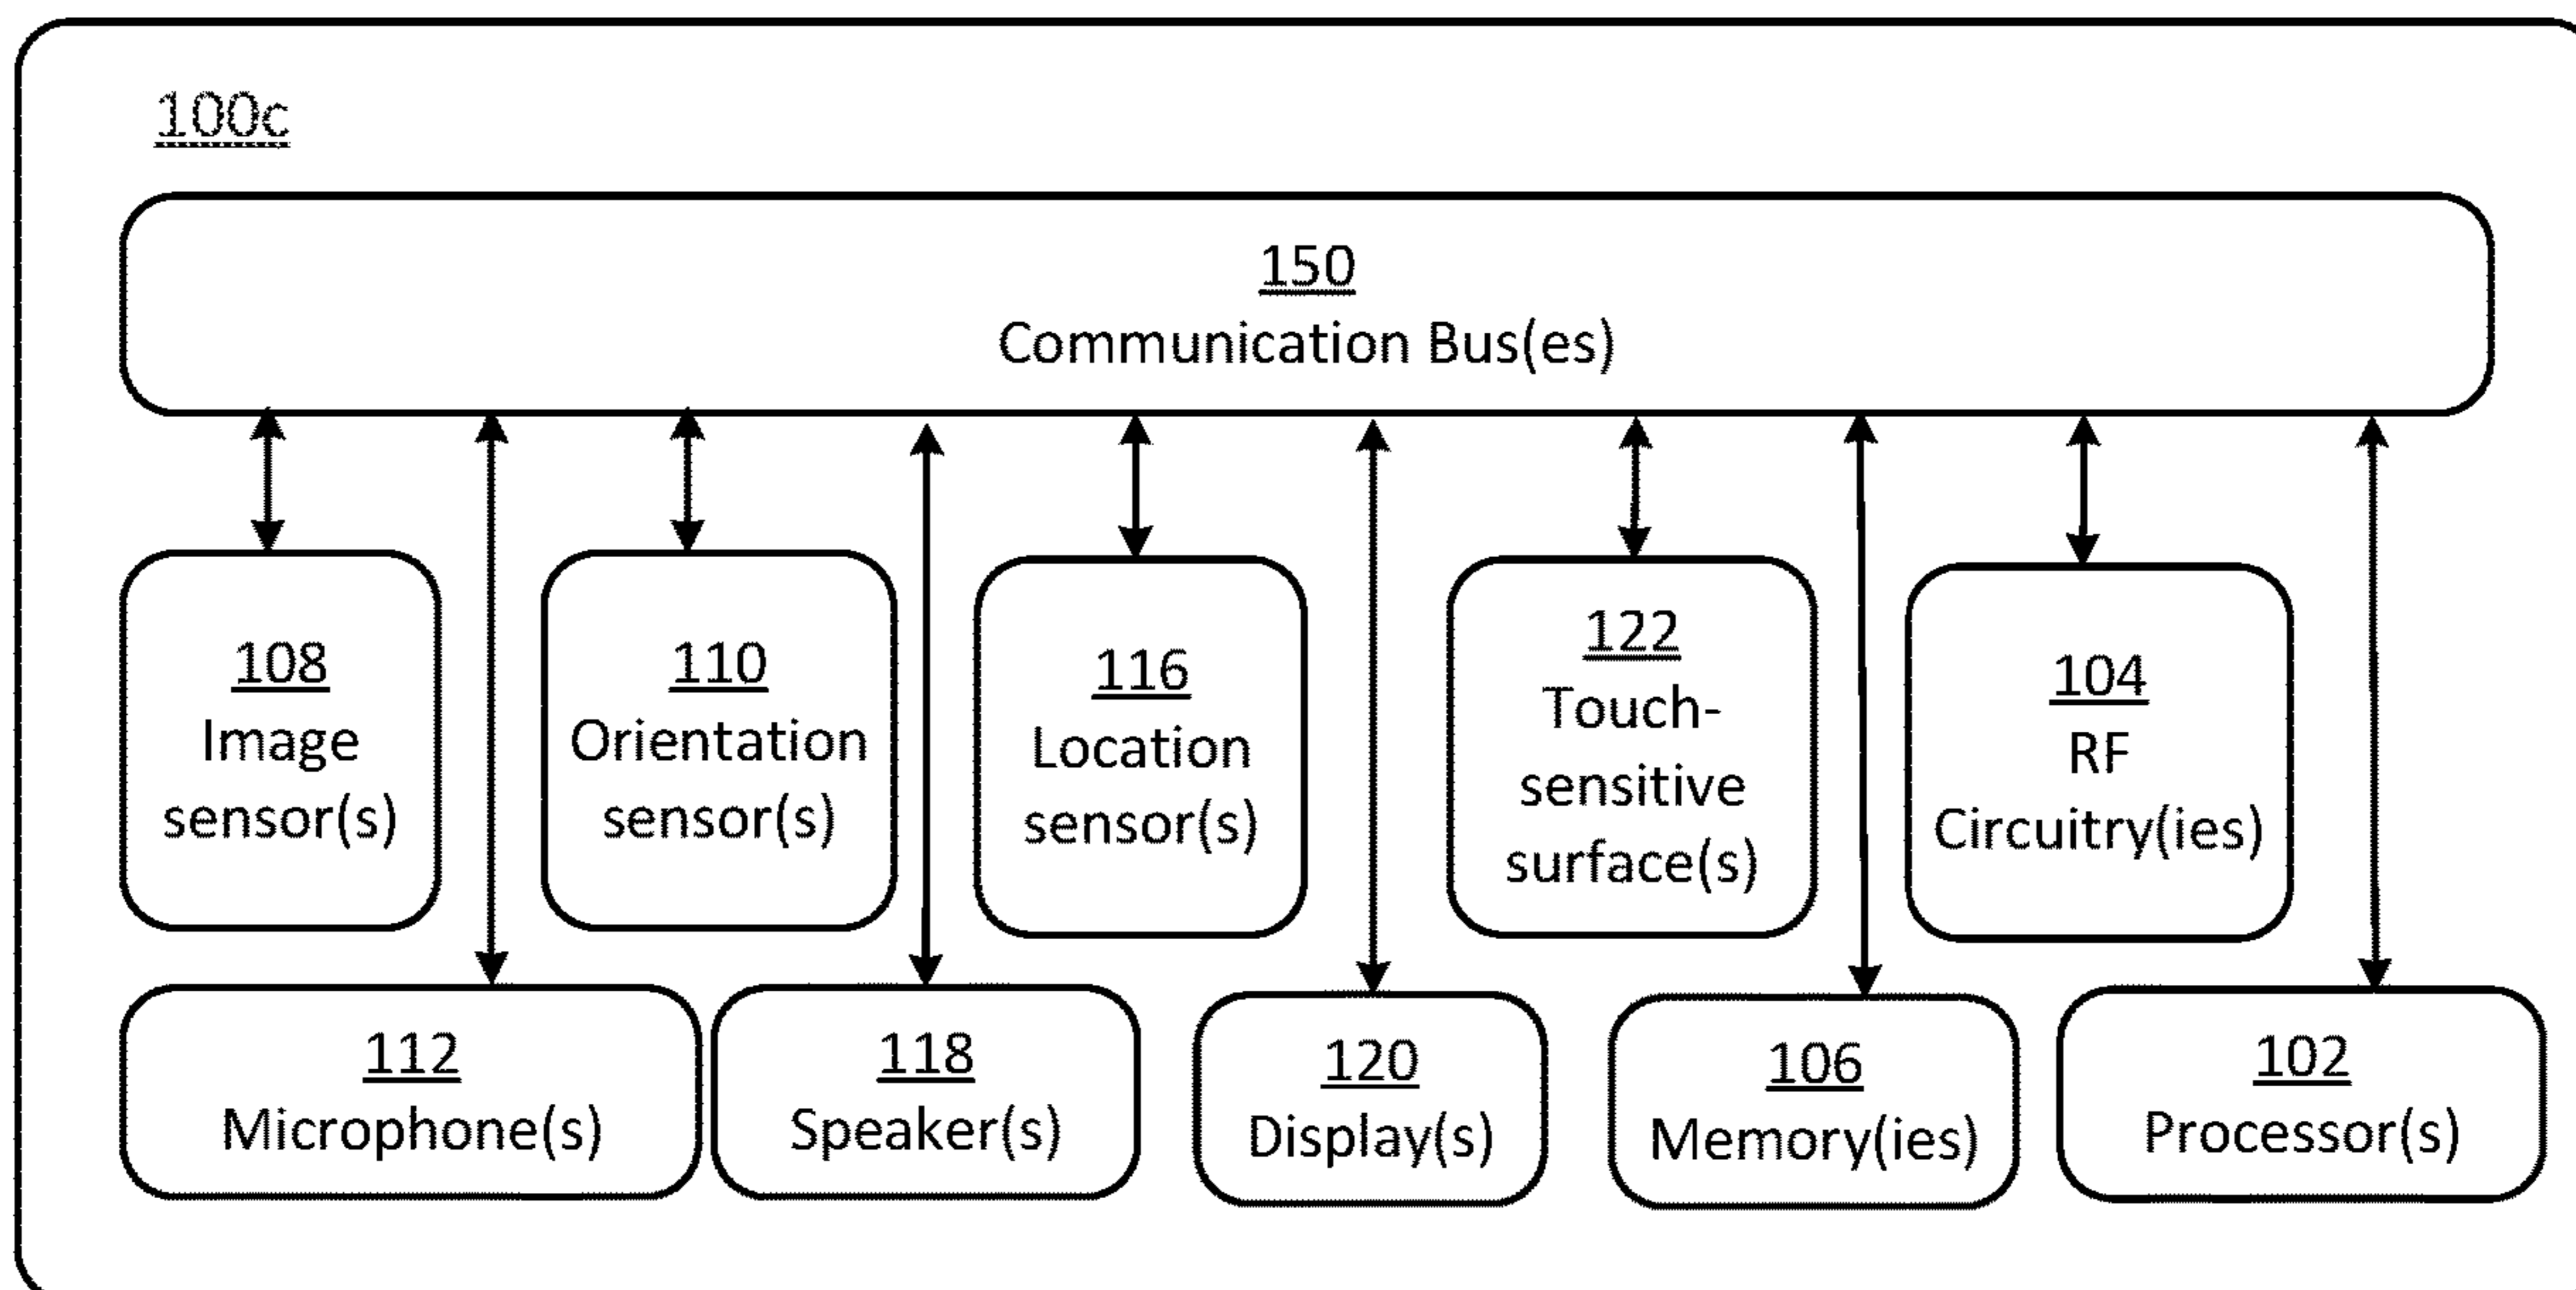 100c
150
Communication Bus(es)
108
Image
sensor(s)
110
Orientation
sensor(s)
116
Location
sensor(s)
122
Touch-
sensitive
surface(s)
104
RF
Circuitry(ies)
112
Microphone(s)
118
Speaker(s)
120
Display(s)
106
Memory(ies)
102
Processor(s)